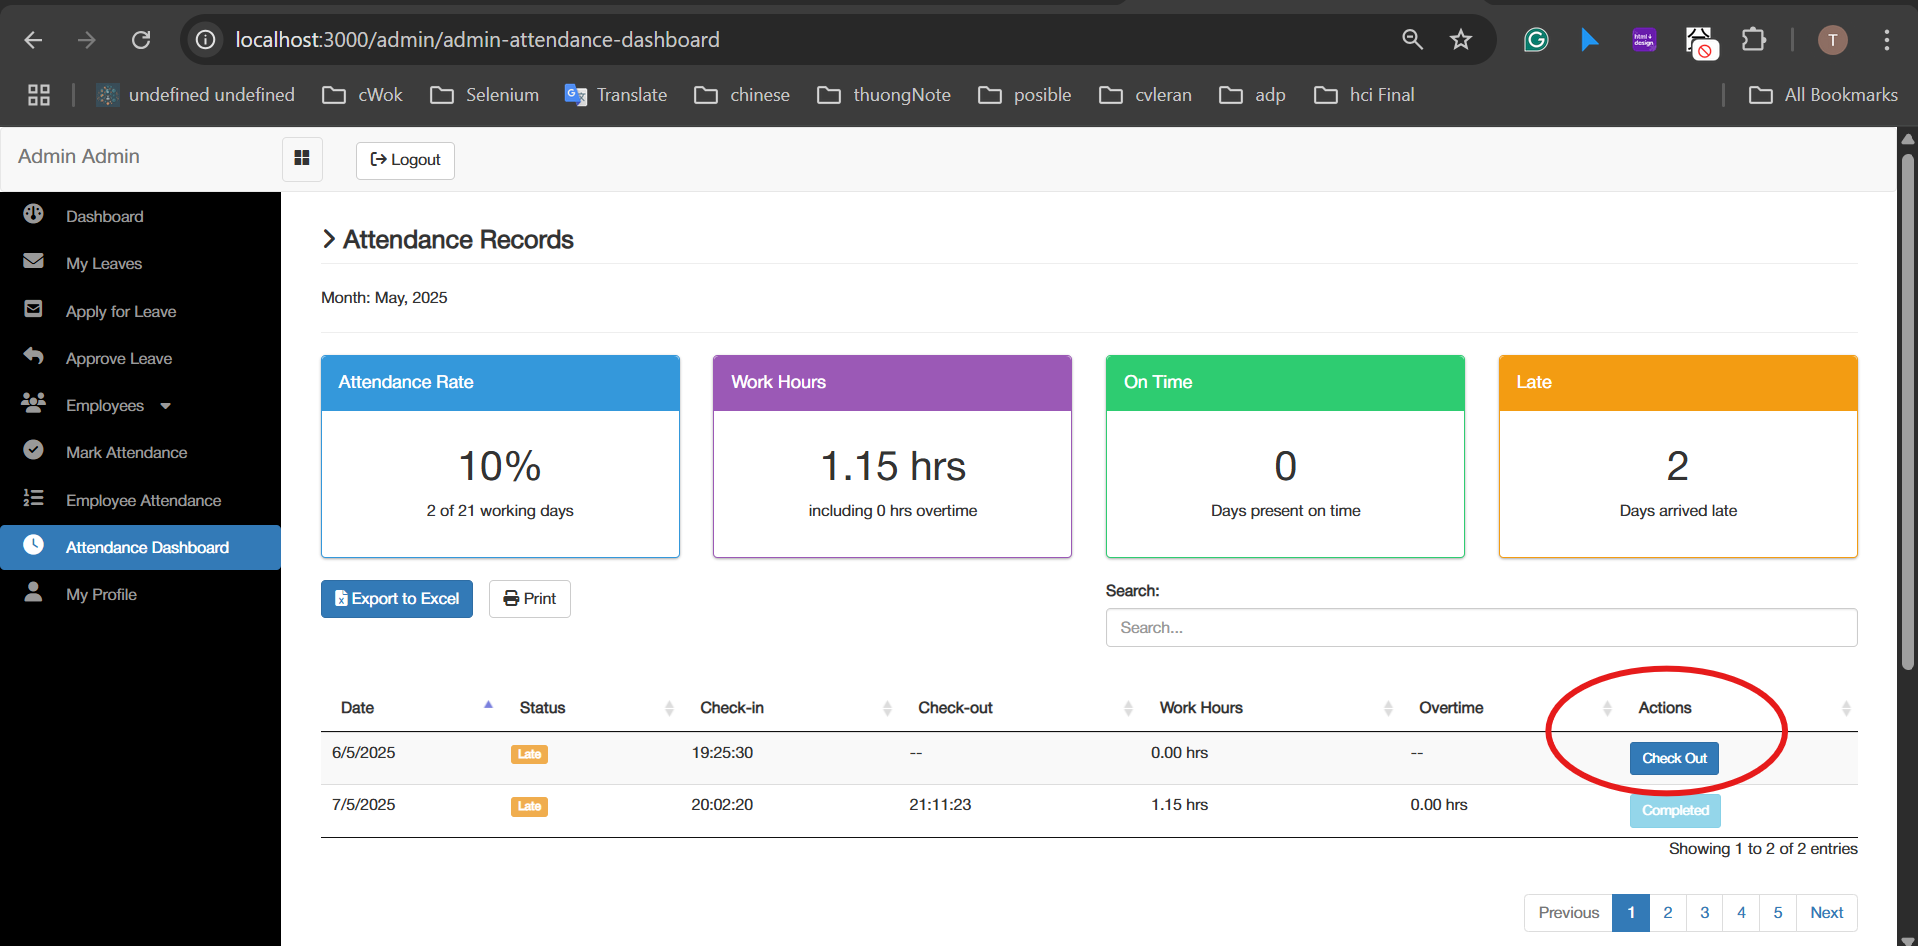 localhost:3000/admin/admin-attendance-dashboard
T
undefined undefined cWok Selenium Translate chinese thuongNote posible cvleran adp hci Final All Bookmarks
Admin Admin
Logout
Dashboard
My Leaves
Apply for Leave
Approve Leave
Employees
Mark Attendance
Employee Attendance
Attendance Dashboard
My Profile
Attendance Records
Month: May, 2025
Attendance Rate
10%
2 of 21 working days
Work Hours
1.15 hrs
including 0 hrs overtime
On Time
0
Days present on time
Late
2
Days arrived late
Export to Excel
Print
Search:
Search...
Date Status Check-in Check-out Work Hours Overtime Actions
6/5/2025 Late 19:25:30 -- 0.00 hrs -- Check Out
7/5/2025 Late 20:02:20 21:11:23 1.15 hrs 0.00 hrs Completed
Showing 1 to 2 of 2 entries
Previous 1 2 3 4 5 Next